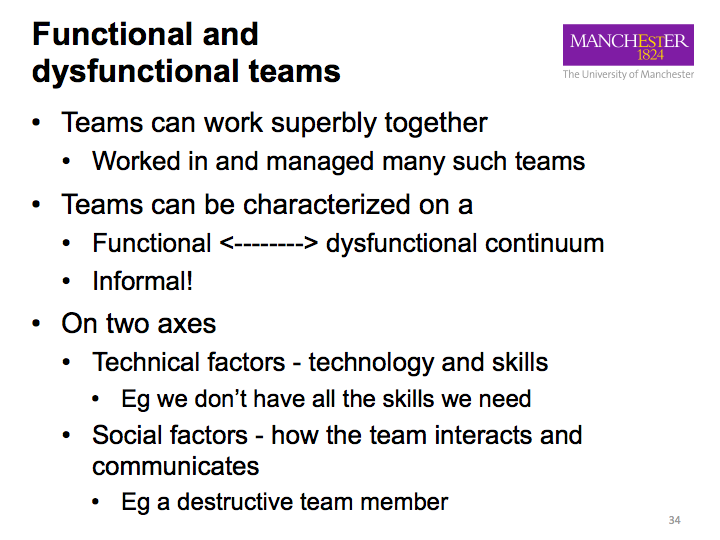 Functional and
dysfunctional teams
MANCHEsTER
1824
The University of Manchester
• Teams can work superbly together
• Worked in and managed many such teams
• Teams can be characterized on a
• Functional <--------> dysfunctional continuum
• Informal!
• On two axes
• Technical factors - technology and skills
• Eg we don’t have all the skills we need
• Social factors - how the team interacts and
communicates
• Eg a destructive team member
34